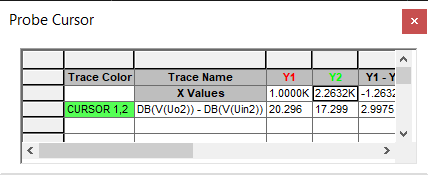 Probe Cursor
Trace Color Trace Name Y1 Y2 Y1 - Y
X Values 1.0000K 2.2632K -1.2632
CURSOR 1,2 DB(V(Uo2)) - DB(V(Uin2)) 20.296 17.299 2.9975